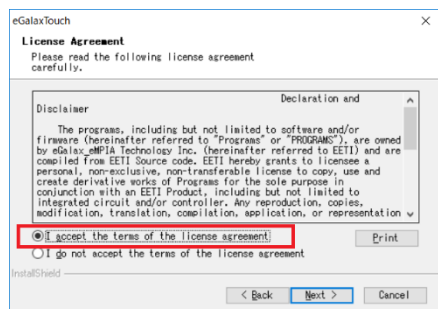 eGalaxTouch
License Agreement
Please read the following license agreement
carefully.
Declaration and
Disclaimer
The programs, including but not limited to software and/or
firmware (hereinafter referred to "Programs" or "PROGRAMS"), are owned
by eGalax_eMPIA Technology Inc. (hereinafter referred to EETI) and are
compiled from EETI Source code. EETI hereby grants to licensee a
personal, non-exclusive, non-transferable license to copy, use and
create derivative works of Programs for the sole purpose in
conjunction with an EETI Product, including but not limited to
integrated circuit and/or controller. Any reproduction, copies,
modification, translation, compilation, application, or representation
I accept the terms of the license agreement
Print
I do not accept the terms of the license agreement
InstallShield
< Back Next > Cancel